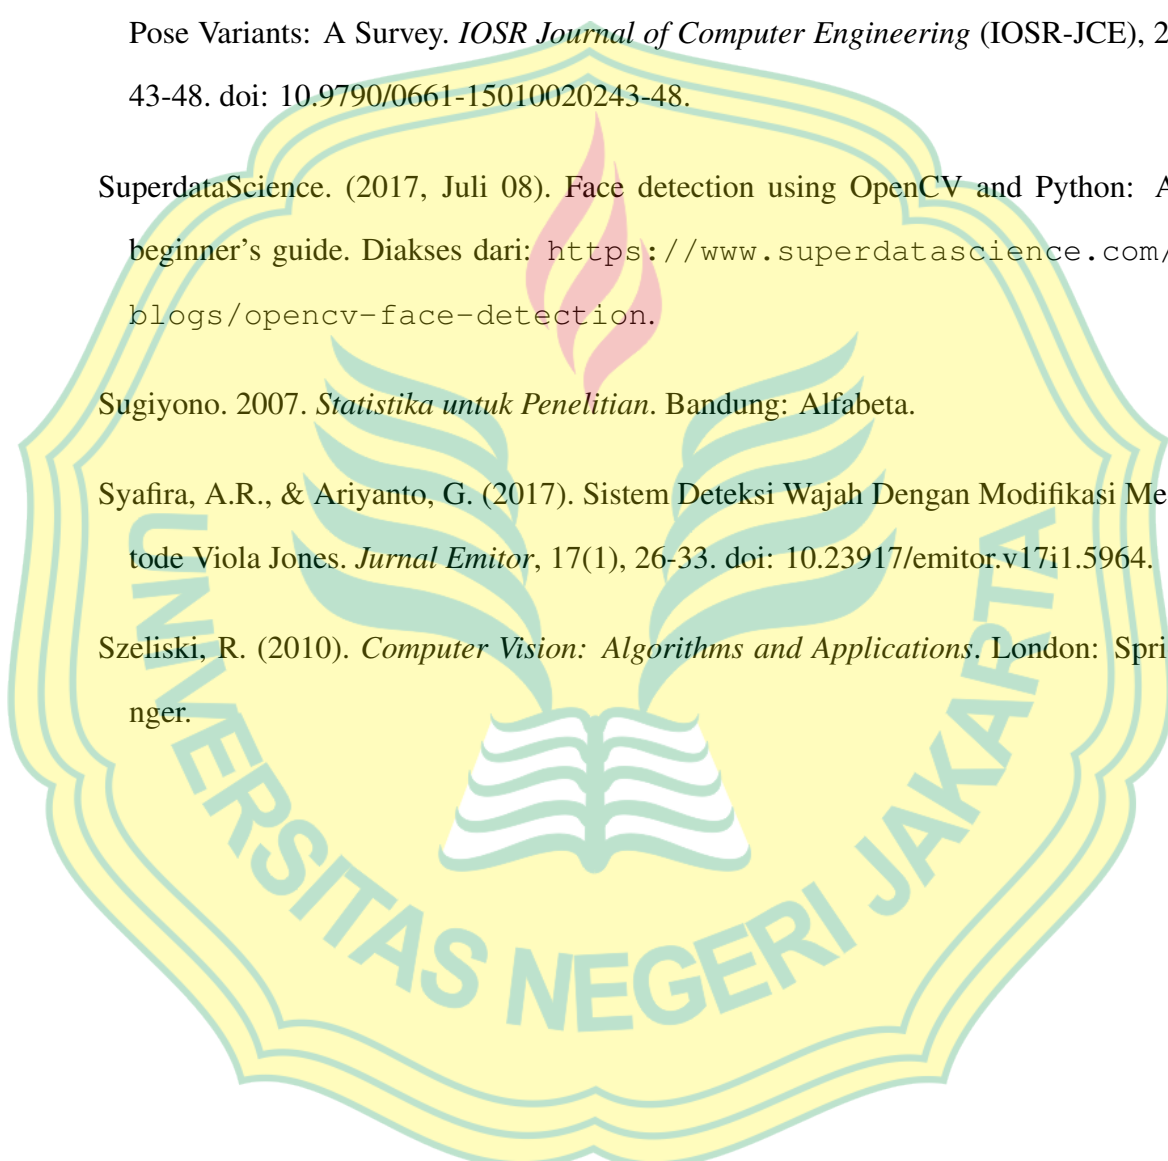 Pose Variants: A Survey. IOSR Journal of Computer Engineering (IOSR-JCE), 2
43-48. doi: 10.9790/0661-15010020243-48.
SuperdataScience. (2017, Juli 08). Face detection using OpenCV and Python: A
beginner's guide. Diakses dari: https://www.superdatascience.com/
blogs/opencv-face-detection.
Sugiyono. 2007. Statistika untuk Penelitian. Bandung: Alfabeta.
Syafira, A.R., & Ariyanto, G. (2017). Sistem Deteksi Wajah Dengan Modifikasi Me
tode Viola Jones. Jurnal Emitor, 17(1), 26-33. doi: 10.23917/emitor.v17i1.5964.
Szeliski, R. (2010). Computer Vision: Algorithms and Applications. London: Spri
nger.
UNIVERSITAS NEGERI JAKARTA